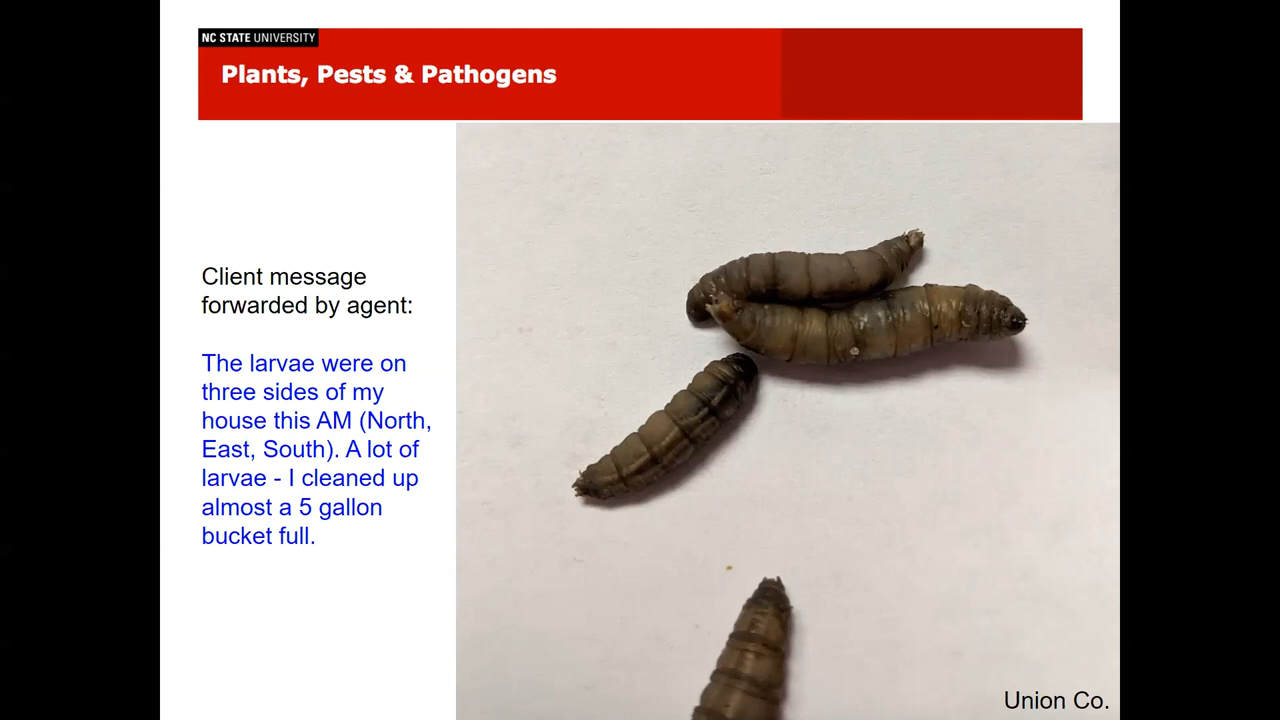 NC STATE UNIVERSITY
Plants, Pests & Pathogens
Client message
forwarded by agent:
The larvae were on
three sides of my
house this AM (North,
East, South). A lot of
larvae - I cleaned up
almost a 5 gallon
bucket full.
Union Co.